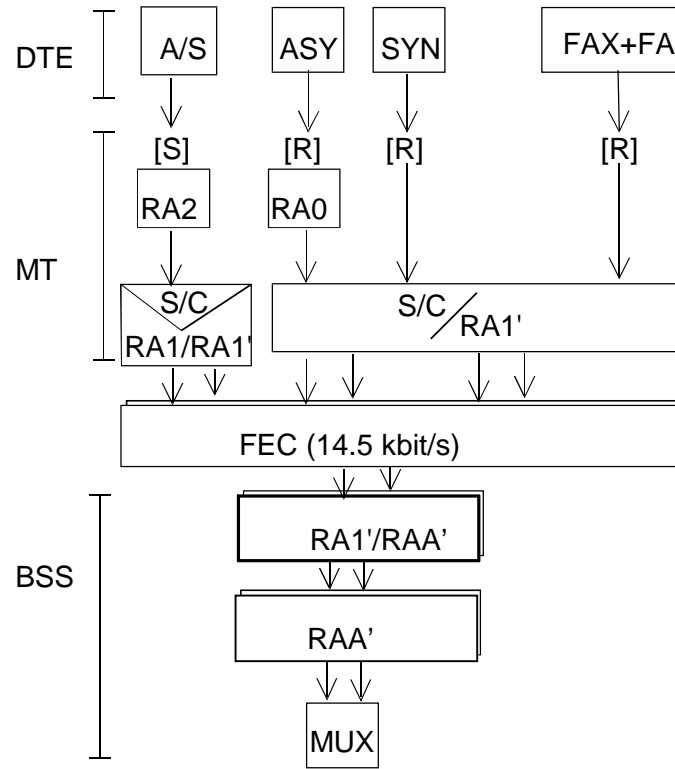 DTE
A/S
ASY
SYN
FAX+FA
[S]
[R]
[R]
[R]
MT
RA2
RA0
S/C
RA1/RA1'
S/C
RA1'
FEC (14.5 kbit/s)
BSS
RA1'/RAA’
RAA’
MUX